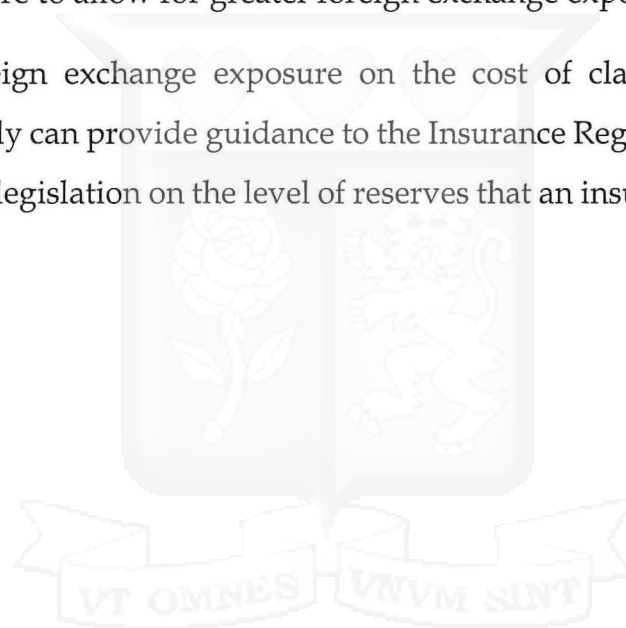 re to allow for greater foreign exchange expo
eign exchange exposure on the cost of cla
ly can provide guidance to the Insurance Reg
legislation on the level of reserves that an insu
VT OMNES VNVM SINT